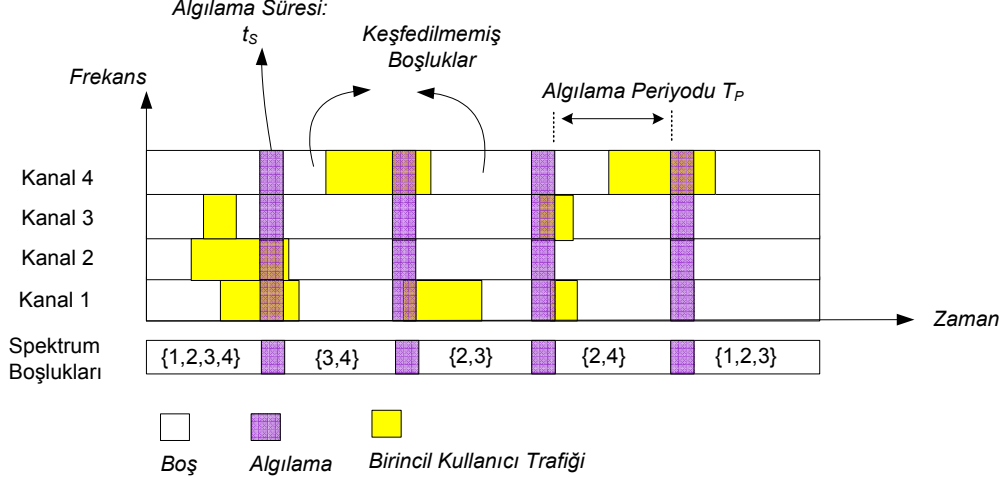 Algılama Süresi:
tS
Keşfedilmemiş
Boşluklar
Frekans
Algılama Periyodu TP
Kanal 4
Kanal 3
Kanal 2
Kanal 1
Zaman
Spektrum
Boşlukları
{1,2,3,4} {3,4} {2,3} {2,4} {1,2,3}
Boş Algılama Birincil Kullanıcı Trafiği